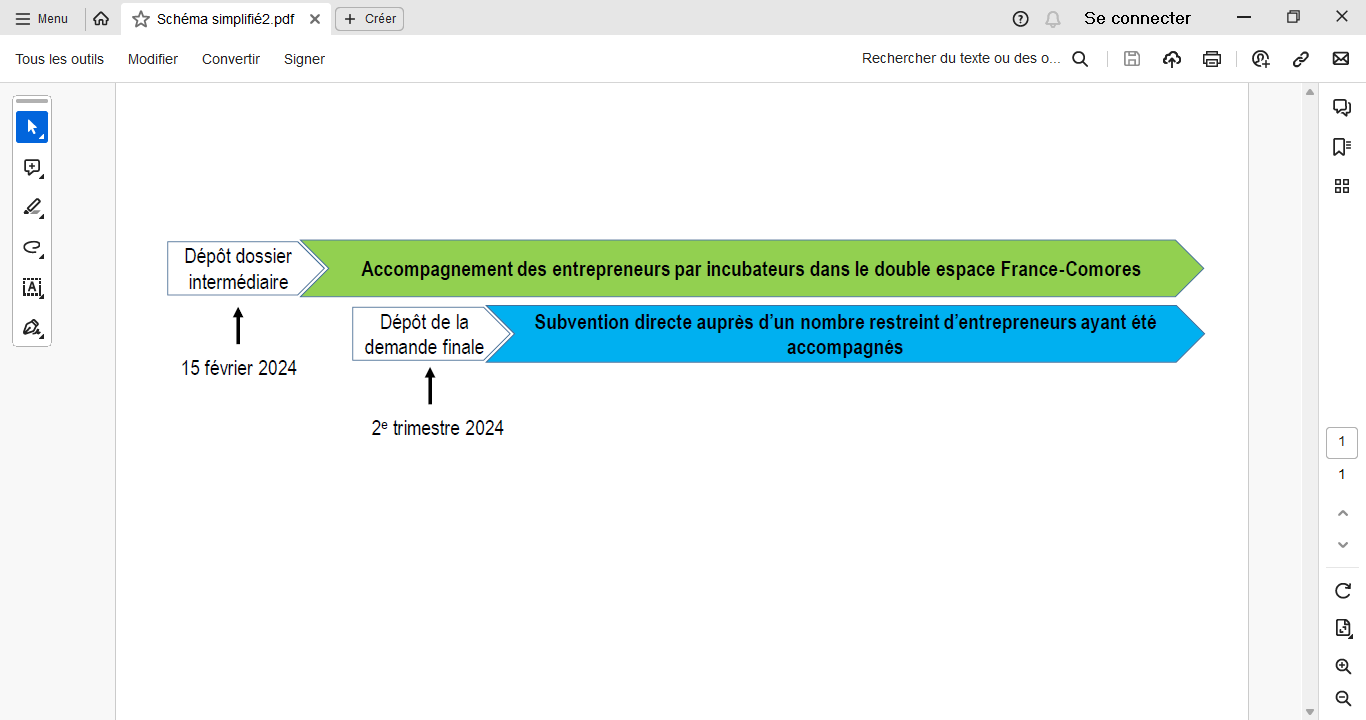 Menu
Schéma simplifié2.pdf
Créer
Se connecter
Tous les outils
Modifier
Convertir
Signer
Rechercher du texte ou des o...
Dépôt dossier
intermédiaire
Accompagnement des entrepreneurs par incubateurs dans le double espace France-Comores
Dépôt de la
demande finale
Subvention directe auprès d'un nombre restreint d'entrepreneurs ayant été
accompagnés
15 février 2024
2e trimestre 2024
1
1